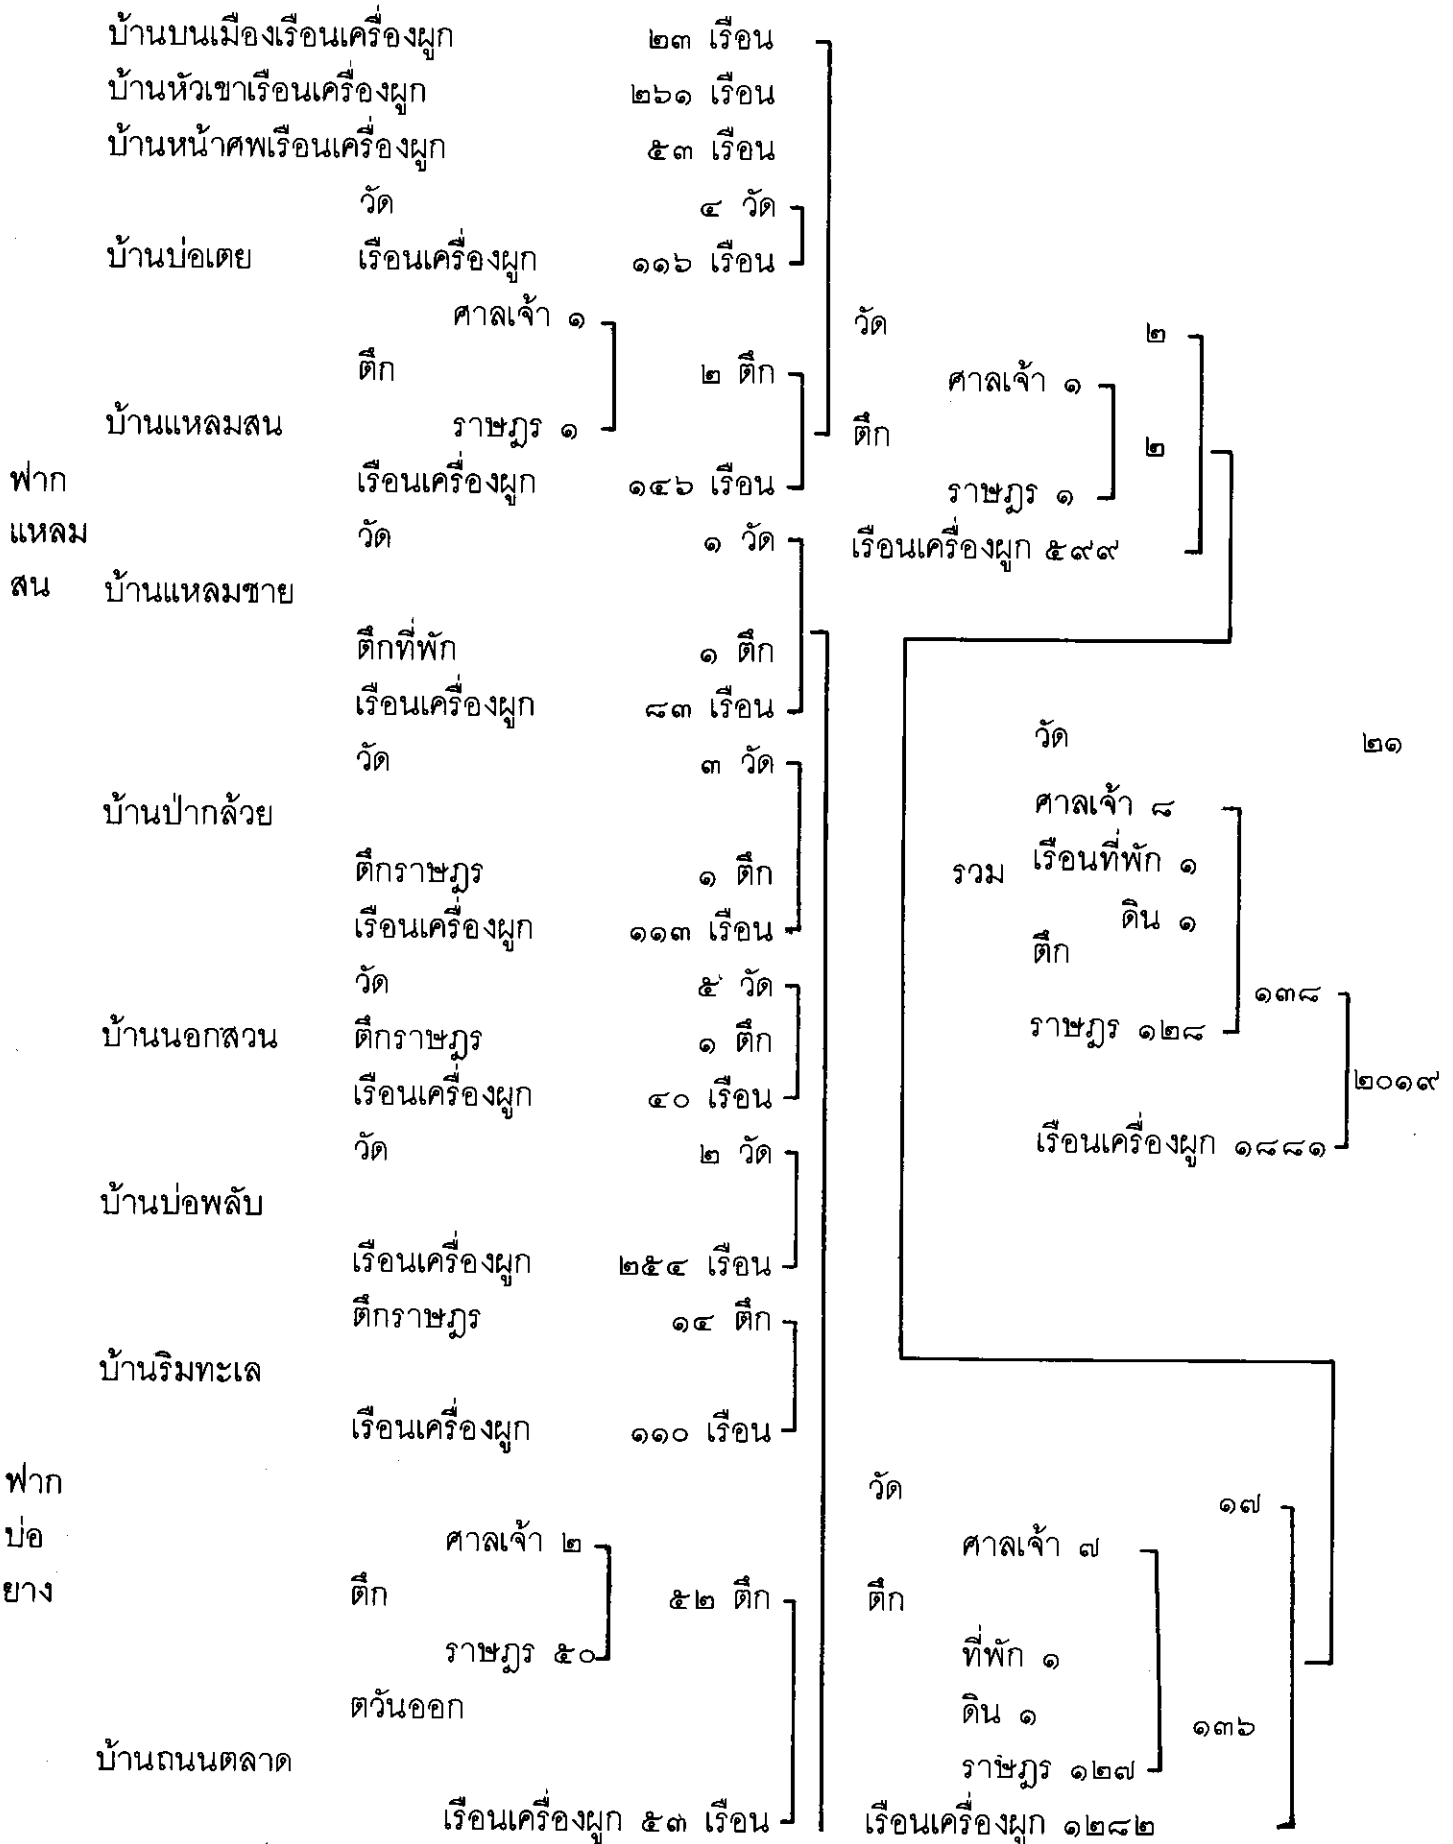 บ้านบนเมืองเรือนเครื่องผูก ๒๓ เรือน
บ้านหัวเขาเรือนเครื่องผูก ๒๖๑ เรือน
บ้านหน้าศพเรือนเครื่องผูก ๕๓ เรือน
วัด ๔ วัด
บ้านบ่อเตย เรือนเครื่องผูก ๑๑๖ เรือน
ศาลเจ้า ๑
ตึก ๒ ตึก
บ้านแหลมสน ราษฎร ๑
ฟาก เรือนเครื่องผูก ๑๔๖ เรือน
แหลม วัด ๑ วัด
สน บ้านแหลมชาย
ตึกที่พัก ๑ ตึก
เรือนเครื่องผูก ๘๓ เรือน
วัด ๓ วัด
บ้านป่ากล้วย
ตึกราษฎร ๑ ตึก
เรือนเครื่องผูก ๑๑๓ เรือน
วัด ๕ วัด
บ้านนอกสวน ตึกราษฎร ๑ ตึก
เรือนเครื่องผูก ๔๐ เรือน
วัด ๒ วัด
บ้านบ่อพลับ
เรือนเครื่องผูก ๒๕๔ เรือน
ตึกราษฎร ๑๔ ตึก
บ้านริมทะเล
เรือนเครื่องผูก ๑๑๐ เรือน
ฟาก
บ่อ ศาลเจ้า ๒
ยาง ตึก ๕๒ ตึก
ราษฎร ๕๐
ตวันออก
บ้านถนนตลาด
เรือนเครื่องผูก ๕๓ เรือน
วัด ๒
ศาลเจ้า ๑
ตึก ๒
ราษฎร ๑
เรือนเครื่องผูก ๕๙๙
วัด ๒๑
ศาลเจ้า ๘
รวม เรือนที่พัก ๑
ดิน ๑
ตึก
๑๓๘
ราษฎร ๑๒๘
๒๐๑๙
เรือนเครื่องผูก ๑๘๘๑
วัด ๑๗
ศาลเจ้า ๗
ตึก
ที่พัก ๑
ดิน ๑ ๑๓๖
ราษฎร ๑๒๗
เรือนเครื่องผูก ๑๒๘๒